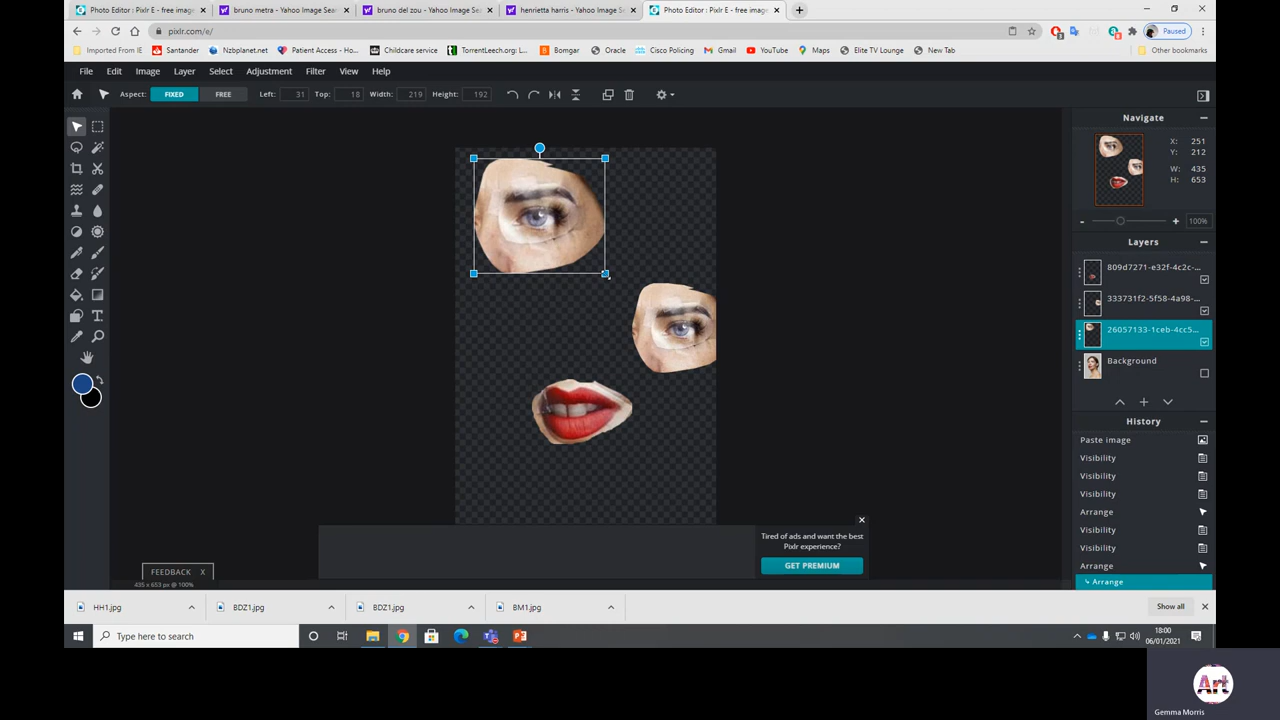 Photo Editor : Pixlr E - free imag
bruno metra - Yahoo Image Sear
bruno del zou - Yahoo Image Sea
henrietta harris - Yahoo Image Se
Photo Editor : Pixlr E - free image
pixlr.com/e/
Paused
Imported From IE
Santander
Nzbplanet.net
Patient Access - Ho...
Childcare service
TorrentLeech.org: L...
Bomgar
Oracle
Cisco Policing
Gmail
YouTube
Maps
Elite TV Lounge
New Tab
Other bookmarks
File Edit Image Layer Select Adjustment Filter View Help
Aspect: FIXED FREE Left: 31 Top: 18 Width: 219 Height: 192
Navigate
X: 251
Y: 212
W: 435
H: 653
100%
Layers
809d7271-e32f-4c2c-...
333731f2-5f58-4a98-...
26057133-1ceb-4cc5...
Background
History
Paste image
Visibility
Visibility
Visibility
Arrange
Visibility
Visibility
Arrange
Arrange
Tired of ads and want the best
Pixlr experience?
GET PREMIUM
FEEDBACK X
435 x 653 px @ 100%
HH1.jpg
BDZ1.jpg
BDZ1.jpg
BM1.jpg
Show all
Type here to search
18:00
06/01/2021
Art
Gemma Morris